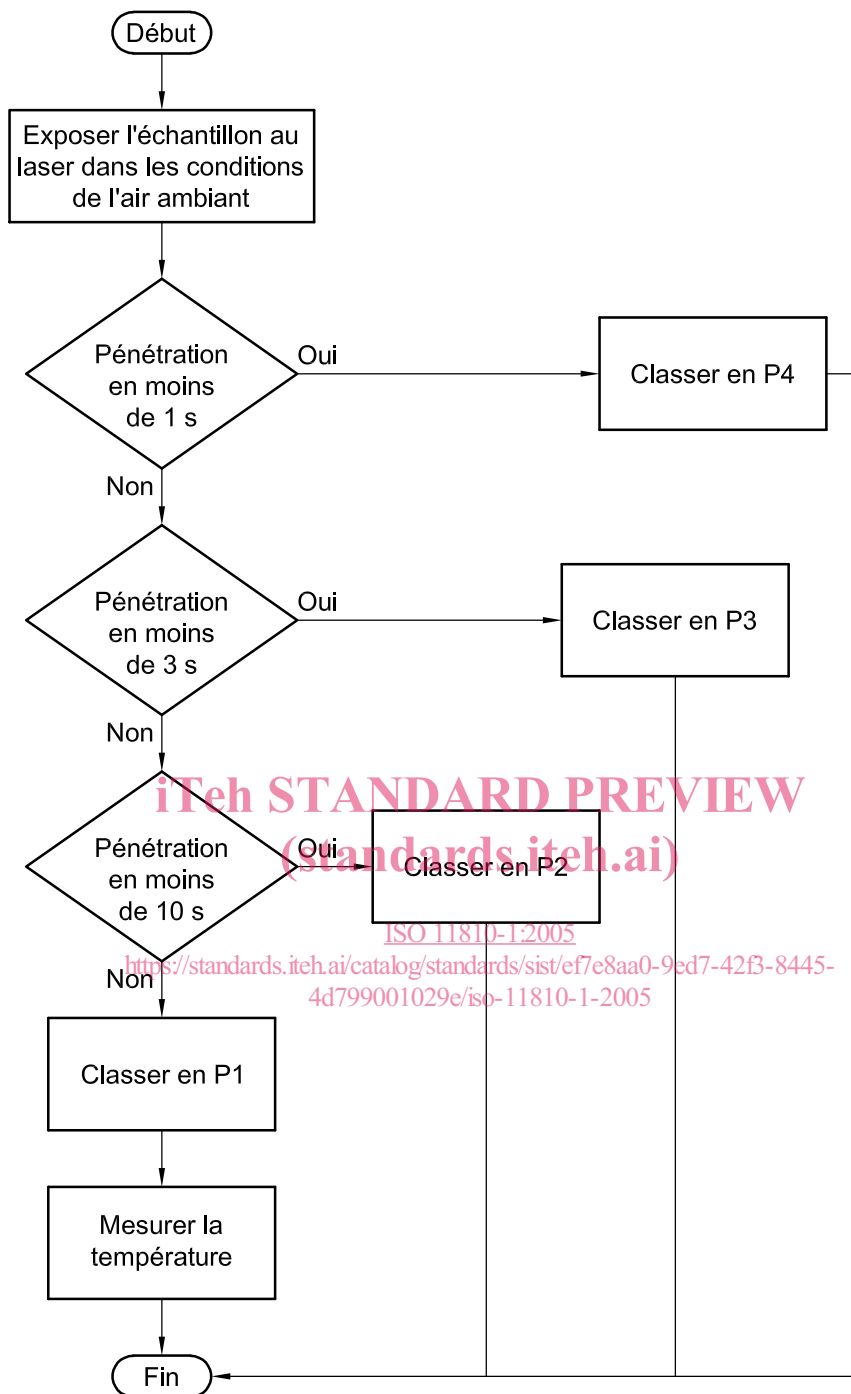 Début
Exposer l'échantillon au
laser dans les conditions
de l'air ambiant
Pénétration
en moins
de 1 s
Oui
Classer en P4
Non
Pénétration
en moins
de 3 s
Oui
Classer en P3
Non
iTeh STANDARD PREVIEW
(standards.iteh.ai)
Pénétration
en moins
de 10 s
Oui
Classer en P2
ISO 11810-1:2005
https://standards.iteh.ai/catalog/standards/sist/ef7e8aa0-9ed7-42f3-8445-
4d799001029e/iso-11810-1-2005
Non
Classer en P1
Mesurer la
température
Fin